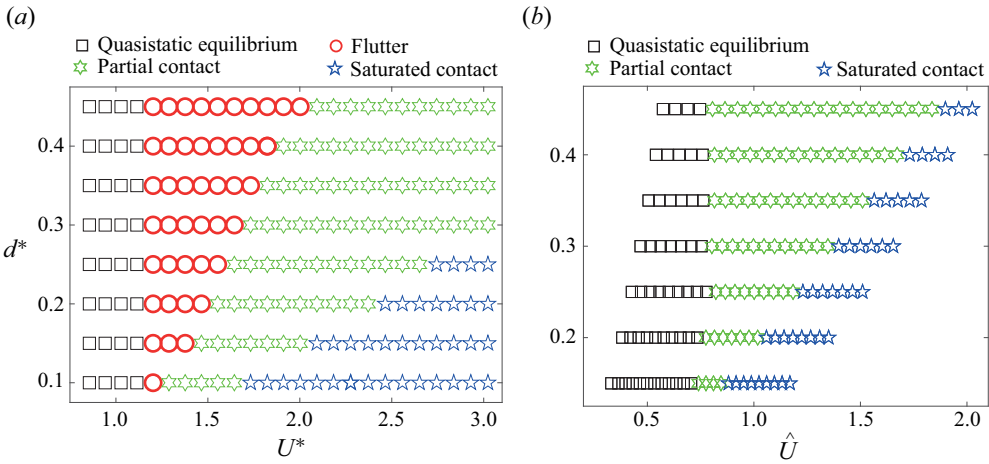 (a)
Quasistatic equilibrium
Flutter
Partial contact
Saturated contact
0.4
0.3
d*
0.2
0.1
1.0 1.5 2.0 2.5 3.0
U*
(b)
Quasistatic equilibrium
Partial contact
Saturated contact
0.4
0.3
0.2
0.5 1.0 1.5 2.0
Û